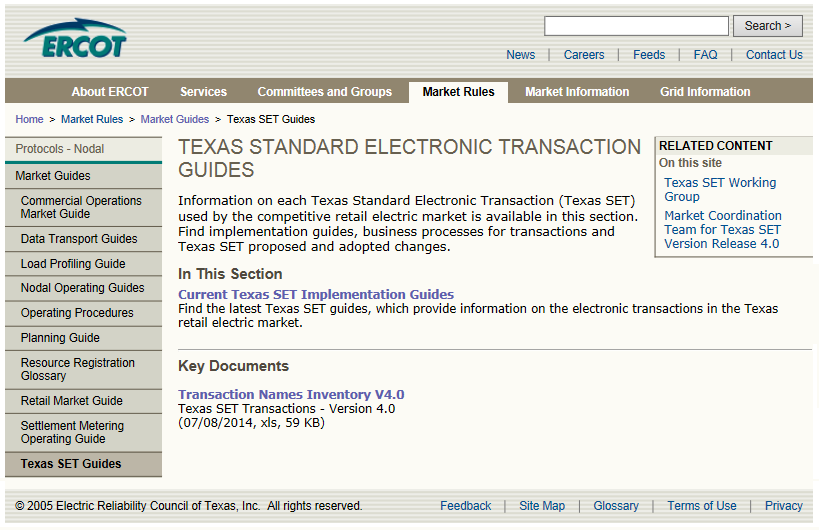 ERCOT
Search >
News | Careers | Feeds | FAQ | Contact Us
About ERCOT Services Committees and Groups Market Rules Market Information Grid Information
Home > Market Rules > Market Guides > Texas SET Guides
Protocols - Nodal
Market Guides
Commercial Operations
Market Guide
Data Transport Guides
Load Profiling Guide
Nodal Operating Guides
Operating Procedures
Planning Guide
Resource Registration
Glossary
Retail Market Guide
Settlement Metering
Operating Guide
Texas SET Guides
TEXAS STANDARD ELECTRONIC TRANSACTION
GUIDES
Information on each Texas Standard Electronic Transaction (Texas SET)
used by the competitive retail electric market is available in this section.
Find implementation guides, business processes for transactions and
Texas SET proposed and adopted changes.
In This Section
Current Texas SET Implementation Guides
Find the latest Texas SET guides, which provide information on the electronic transactions in the Texas
retail electric market.
Key Documents
Transaction Names Inventory V4.0
Texas SET Transactions - Version 4.0
(07/08/2014, xls, 59 KB)
RELATED CONTENT
On this site
Texas SET Working
Group
Market Coordination
Team for Texas SET
Version Release 4.0
© 2005 Electric Reliability Council of Texas, Inc. All rights reserved.
Feedback | Site Map | Glossary | Terms of Use | Privacy